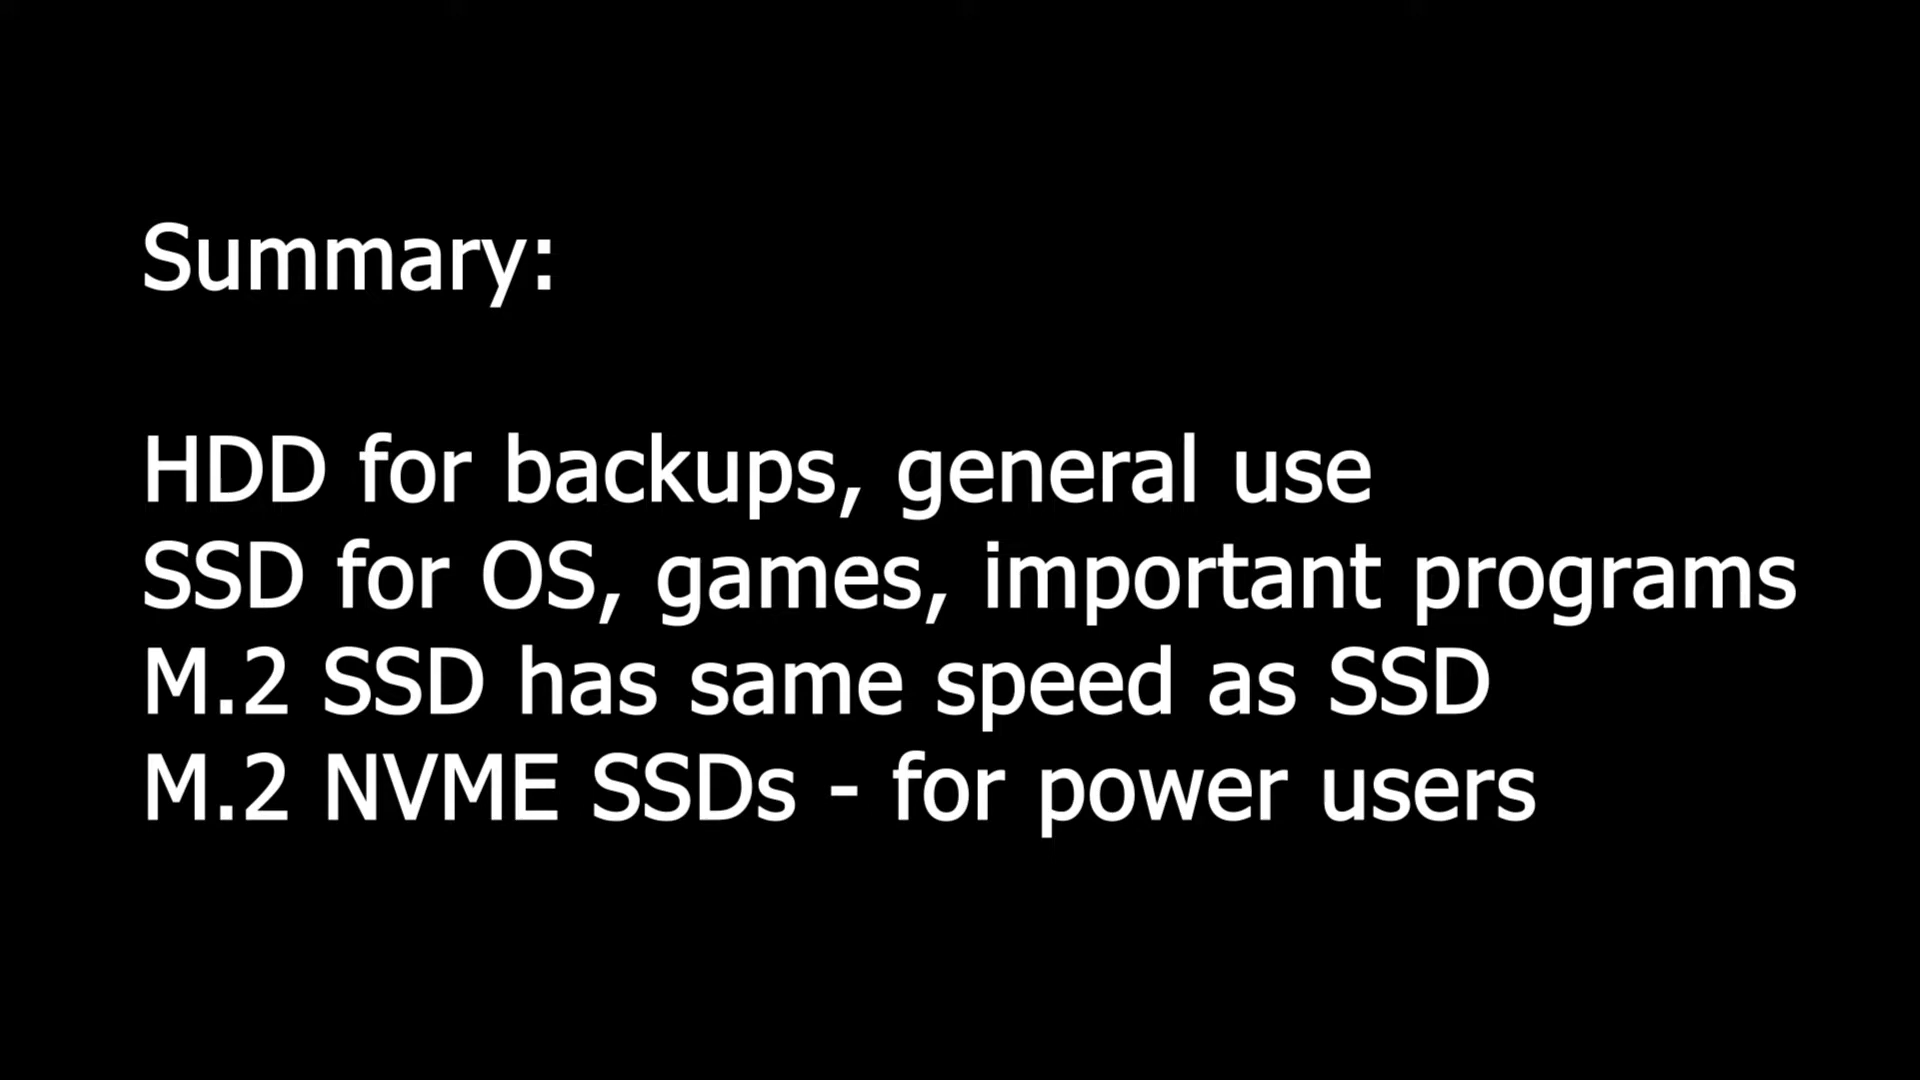 Summary:
HDD for backups, general use
SSD for OS, games, important programs
M.2 SSD has same speed as SSD
M.2 NVME SSDs - for power users